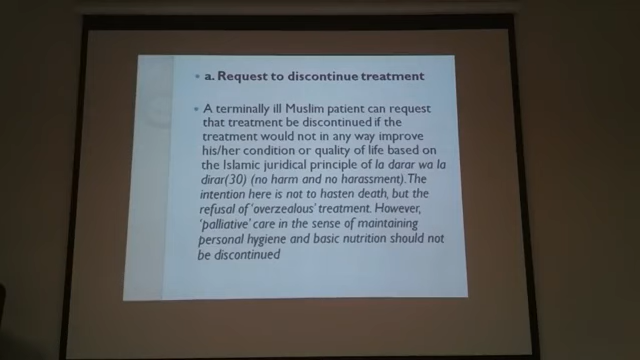 a. Request to discontinue treatment
A terminally ill Muslim patient can request
that treatment be discontinued if the
treatment would not in any way improve
his/her condition or quality of life based on
the Islamic juridical principle of la darar wa la
dirar(30) (no harm and no harassment). The
intention here is not to hasten death, but the
refusal of 'overzealous' treatment. However,
'palliative' care in the sense of maintaining
personal hygiene and basic nutrition should not
be discontinued